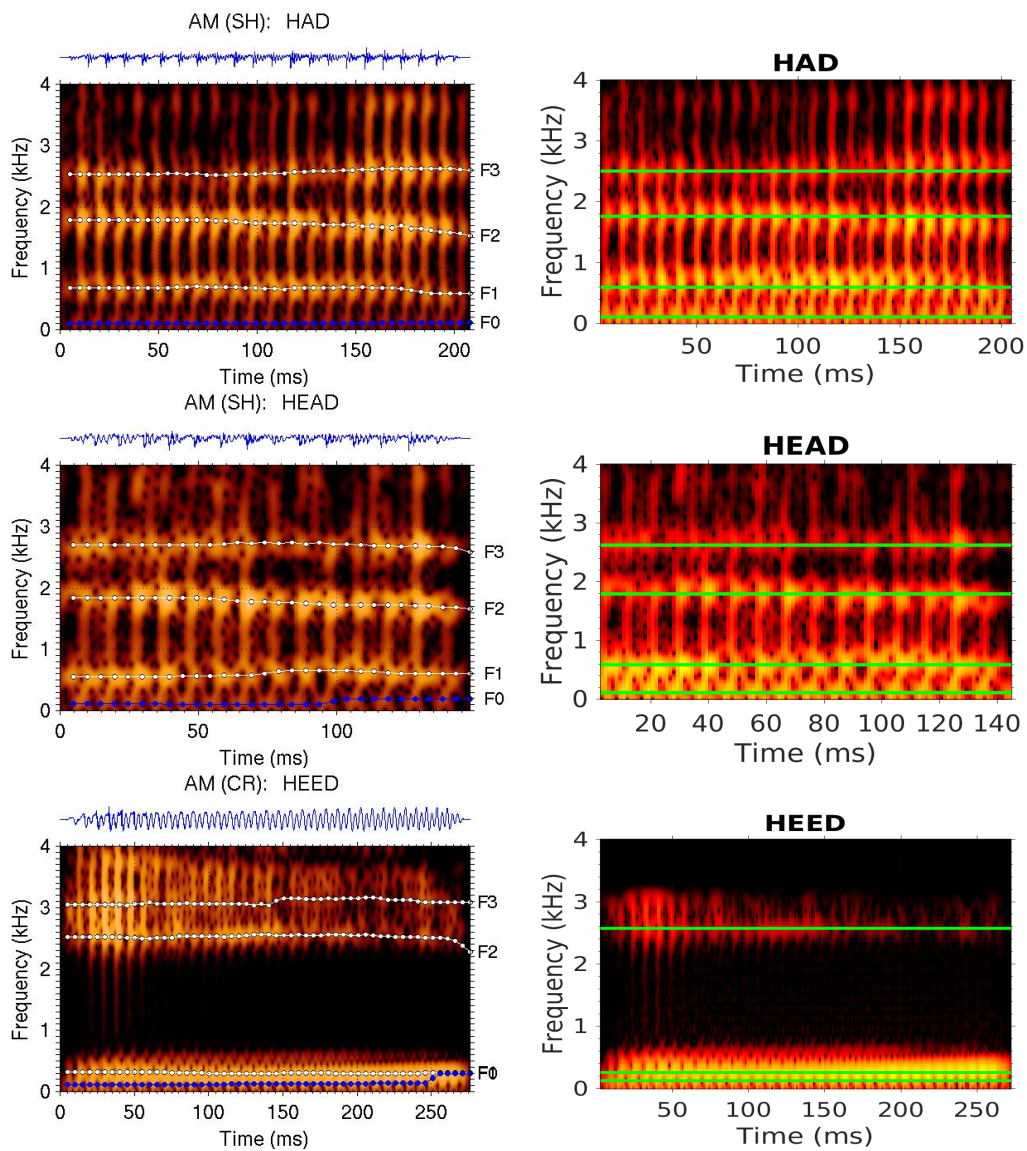 AM (SH): HAD
HAD
4
3
2
1
0
Frequency (kHz)
F3
F2
F1
F0
0 50 100 150 200
Time (ms)
4
3
2
1
0
Frequency (kHz)
50 100 150 200
Time (ms)
AM (SH): HEAD
HEAD
4
3
2
1
0
Frequency (kHz)
F3
F2
F1
F0
0 50 100
Time (ms)
4
3
2
1
0
Frequency (kHz)
20 40 60 80 100 120 140
Time (ms)
AM (CR): HEED
HEED
4
3
2
1
0
Frequency (kHz)
F3
F2
0 50 100 150 200 250
Time (ms)
4
3
2
1
0
Frequency (kHz)
50 100 150 200 250
Time (ms)